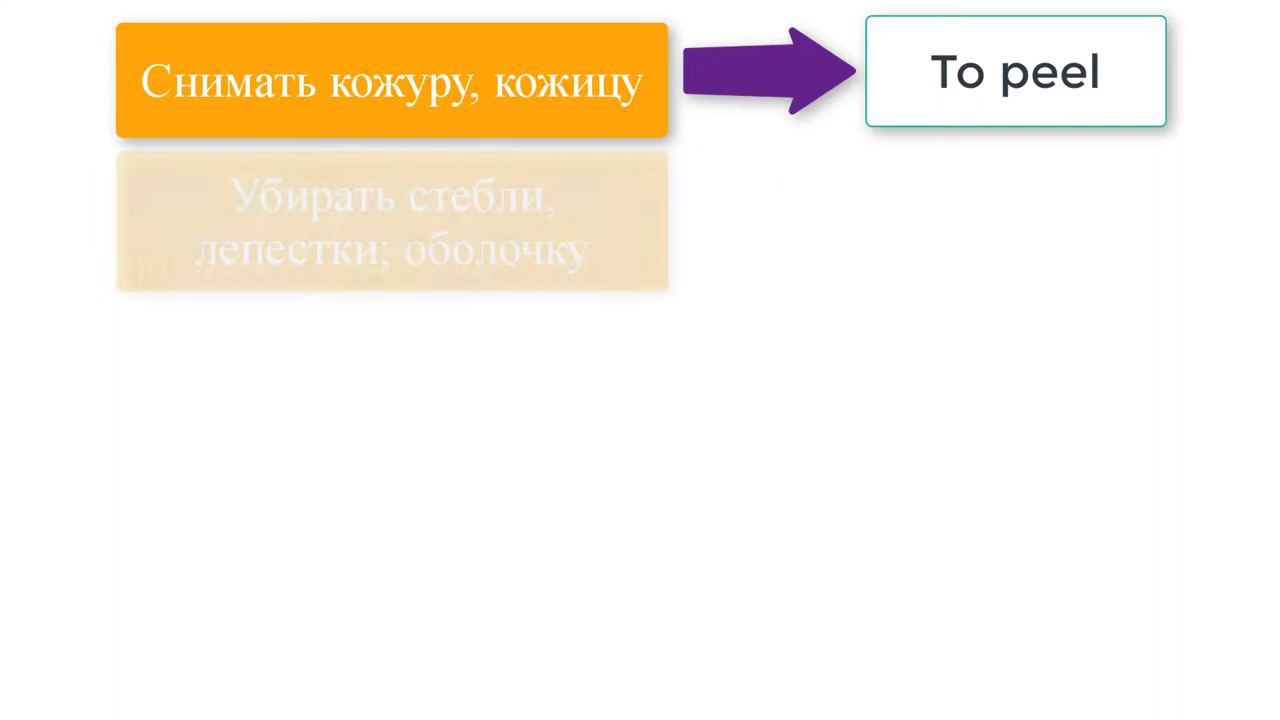 Снимать кожуру, кожицу
To peel
Убирать стебли,
лепестки; оболочку